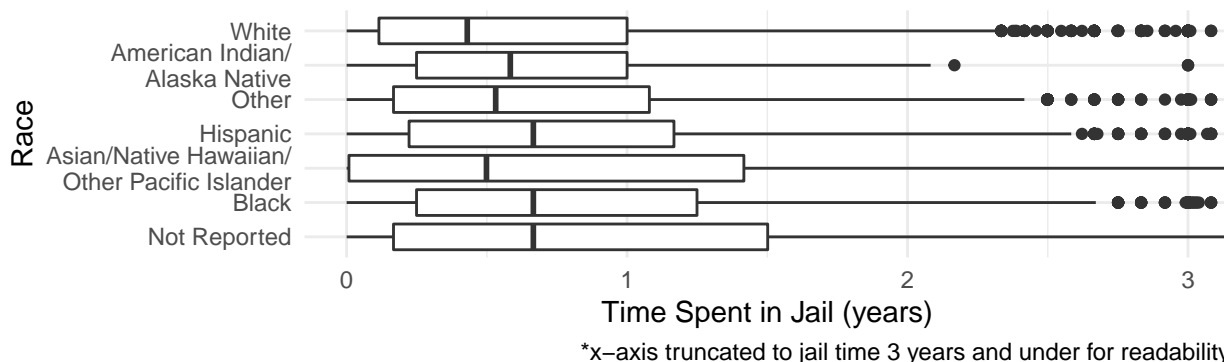 Race
White
American Indian/
Alaska Native
Other
Hispanic
Asian/Native Hawaiian/
Other Pacific Islander
Black
Not Reported
0 1 2 3
Time Spent in Jail (years)
*x−axis truncated to jail time 3 years and under for readability